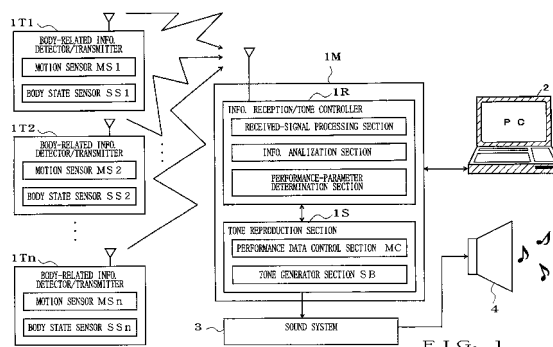 1T1
BODY-RELATED INFO.
DETECTOR/TRANSMITTER
MOTION SENSOR MS1
BODY STATE SENSOR SS1
1T2
BODY-RELATED INFO.
DETECTOR/TRANSMITTER
MOTION SENSOR MS2
BODY STATE SENSOR SS2
1Tn
BODY-RELATED INFO.
DETECTOR/TRANSMITTER
MOTION SENSOR MSn
BODY STATE SENSOR SSn
1M
1R
INFO. RECEPTION/TONE CONTROLLER
RECEIVED-SIGNAL PROCESSING SECTION
INFO. ANALIZATION SECTION
PERFORMANCE-PARAMETER
DETERMINATION SECTION
1S
TONE REPRODUCTION SECTION
PERFORMANCE DATA CONTROL SECTION MC
TONE GENERATOR SECTION SB
3
SOUND SYSTEM
2
PC
4
FIG. 1